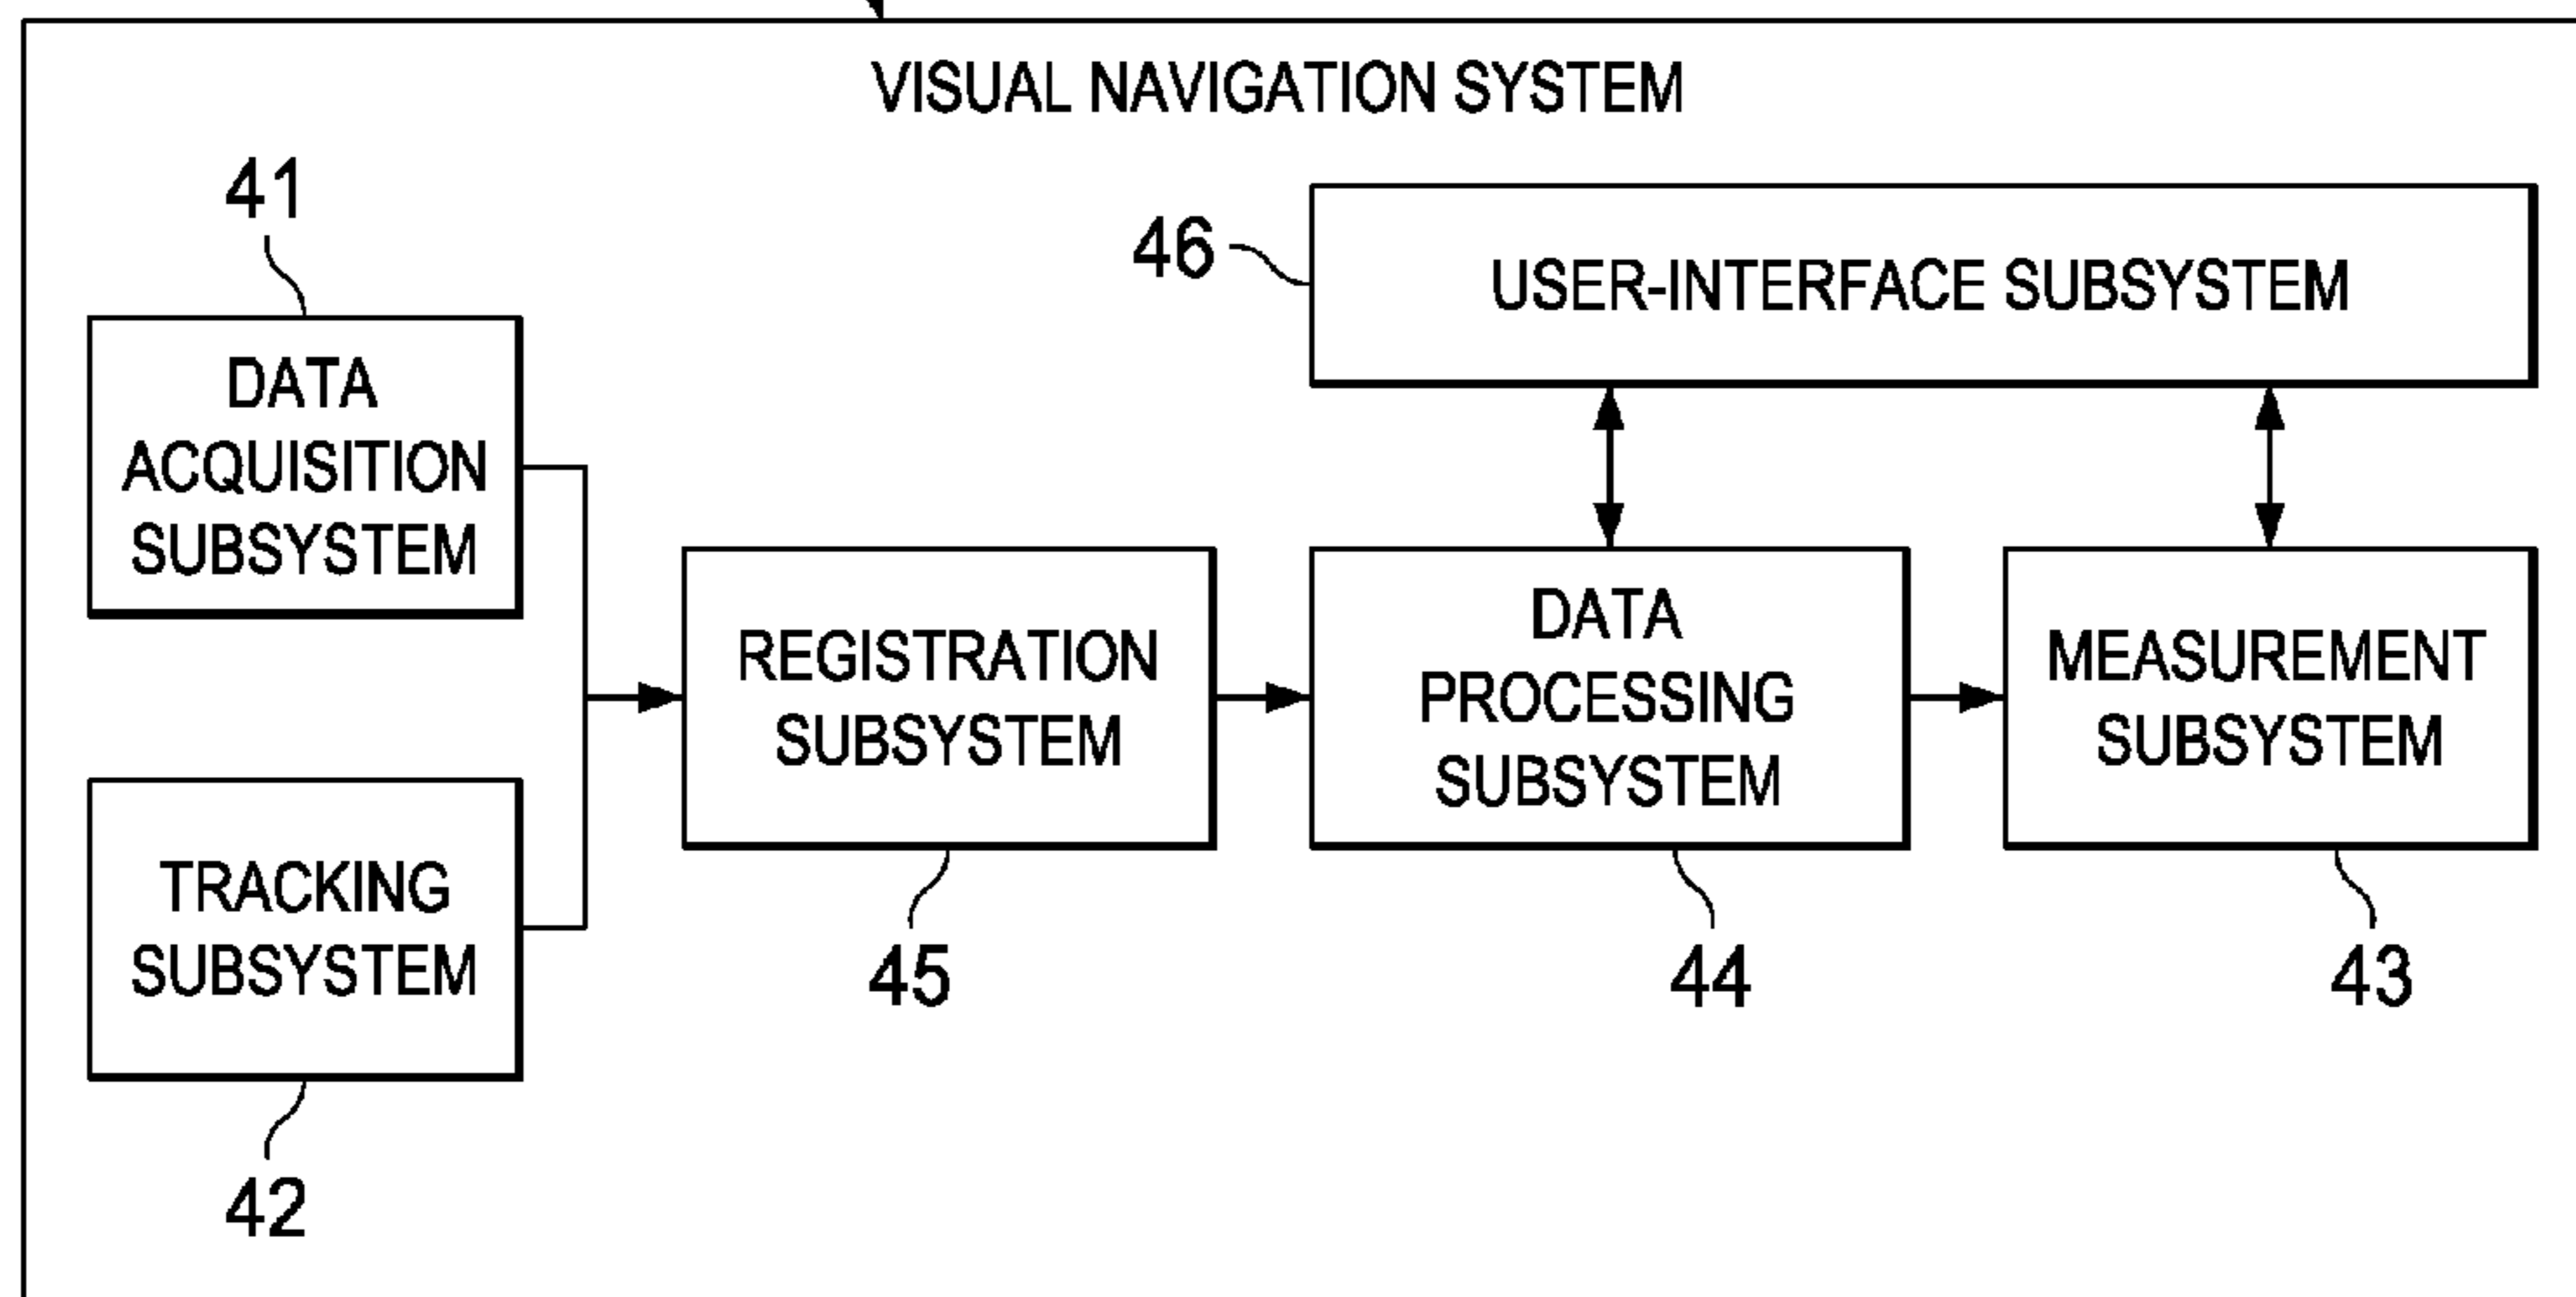 VISUAL NAVIGATION SYSTEM
41
DATA
ACQUISITION
SUBSYSTEM
TRACKING
SUBSYSTEM
42
REGISTRATION
SUBSYSTEM
45
46
USER-INTERFACE SUBSYSTEM
DATA
PROCESSING
SUBSYSTEM
44
MEASUREMENT
SUBSYSTEM
43